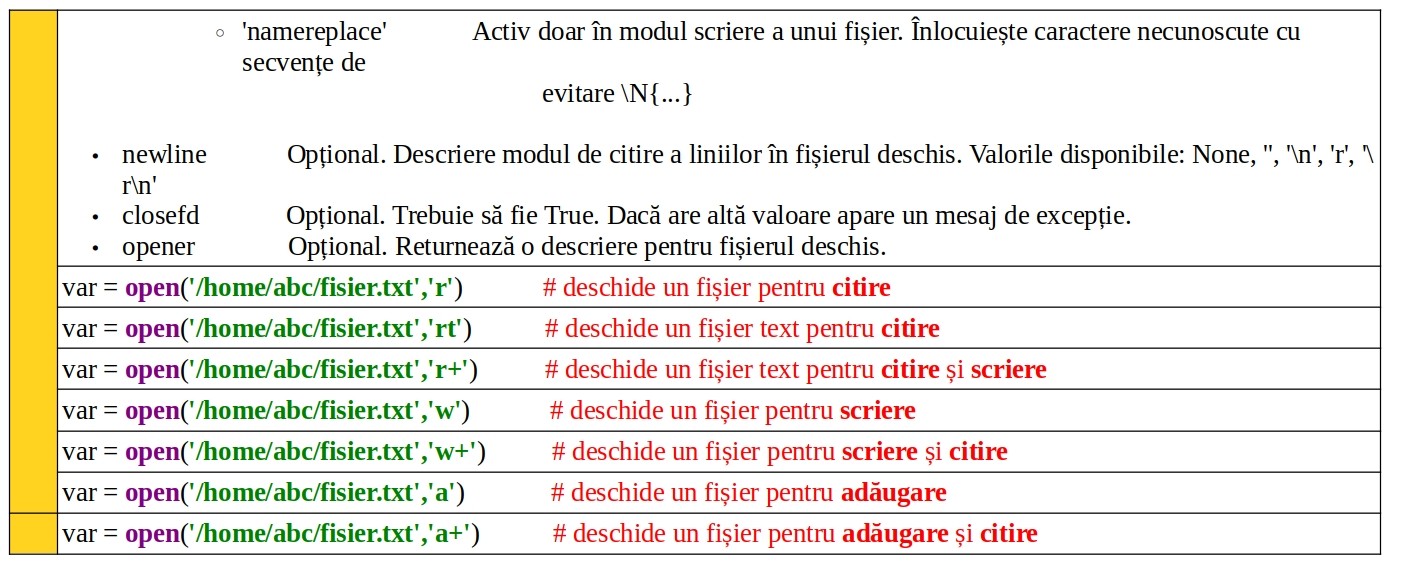 ◦ 'namereplace' Activ doar în modul scriere a unui fișier. Înlocuiește caractere necunoscute cu
secvențe de
evitare \N{...}
• newline Opțional. Descriere modul de citire a liniilor în fișierul deschis. Valorile disponibile: None, '', '\n', 'r', '\
r\n'
• closefd Opțional. Trebuie să fie True. Dacă are altă valoare apare un mesaj de excepție.
• opener Opțional. Returnează o descriere pentru fișierul deschis.
var = open('/home/abc/fisier.txt','r') # deschide un fișier pentru citire
var = open('/home/abc/fisier.txt','rt') # deschide un fișier text pentru citire
var = open('/home/abc/fisier.txt','r+') # deschide un fișier text pentru citire și scriere
var = open('/home/abc/fisier.txt','w') # deschide un fișier pentru scriere
var = open('/home/abc/fisier.txt','w+') # deschide un fișier pentru scriere și citire
var = open('/home/abc/fisier.txt','a') # deschide un fișier pentru adăugare
var = open('/home/abc/fisier.txt','a+') # deschide un fișier pentru adăugare și citire